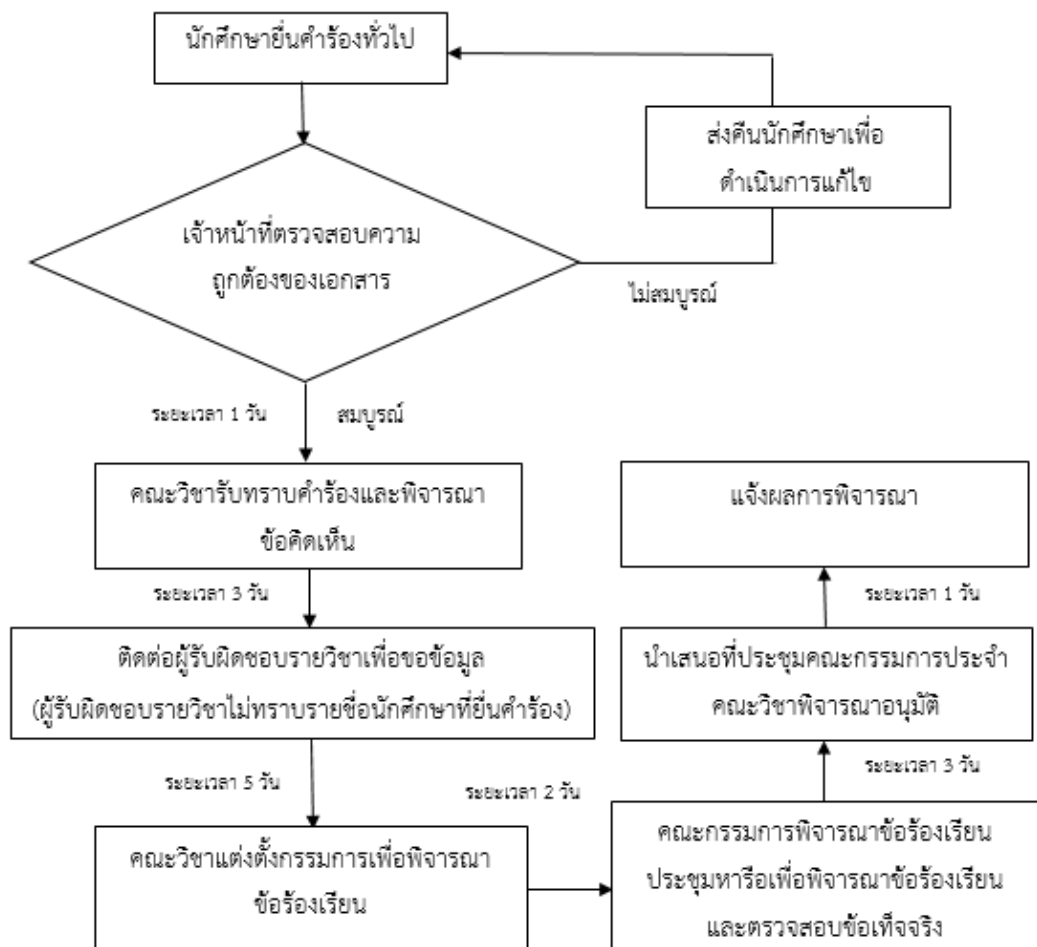 นักศึกษายื่นคำร้องทั่วไป
ส่งคืนนักศึกษาเพื่อ
ดำเนินการแก้ไข
เจ้าหน้าที่ตรวจสอบความ
ถูกต้องของเอกสาร
ไม่สมบูรณ์
ระยะเวลา 1 วัน
สมบูรณ์
คณะวิชารับทราบคำร้องและพิจารณา
ข้อคิดเห็น
ระยะเวลา 3 วัน
ติดต่อผู้รับผิดชอบรายวิชาเพื่อขอข้อมูล
(ผู้รับผิดชอบรายวิชาไม่ทราบรายชื่อนักศึกษาที่ยื่นคำร้อง)
ระยะเวลา 5 วัน
คณะวิชาแต่งตั้งกรรมการเพื่อพิจารณา
ข้อร้องเรียน
ระยะเวลา 2 วัน
คณะกรรมการพิจารณาข้อร้องเรียน
ประชุมหารือเพื่อพิจารณาข้อร้องเรียน
และตรวจสอบข้อเท็จจริง
ระยะเวลา 3 วัน
นำเสนอที่ประชุมคณะกรรมการประจำ
คณะวิชาพิจารณาอนุมัติ
ระยะเวลา 1 วัน
แจ้งผลการพิจารณา